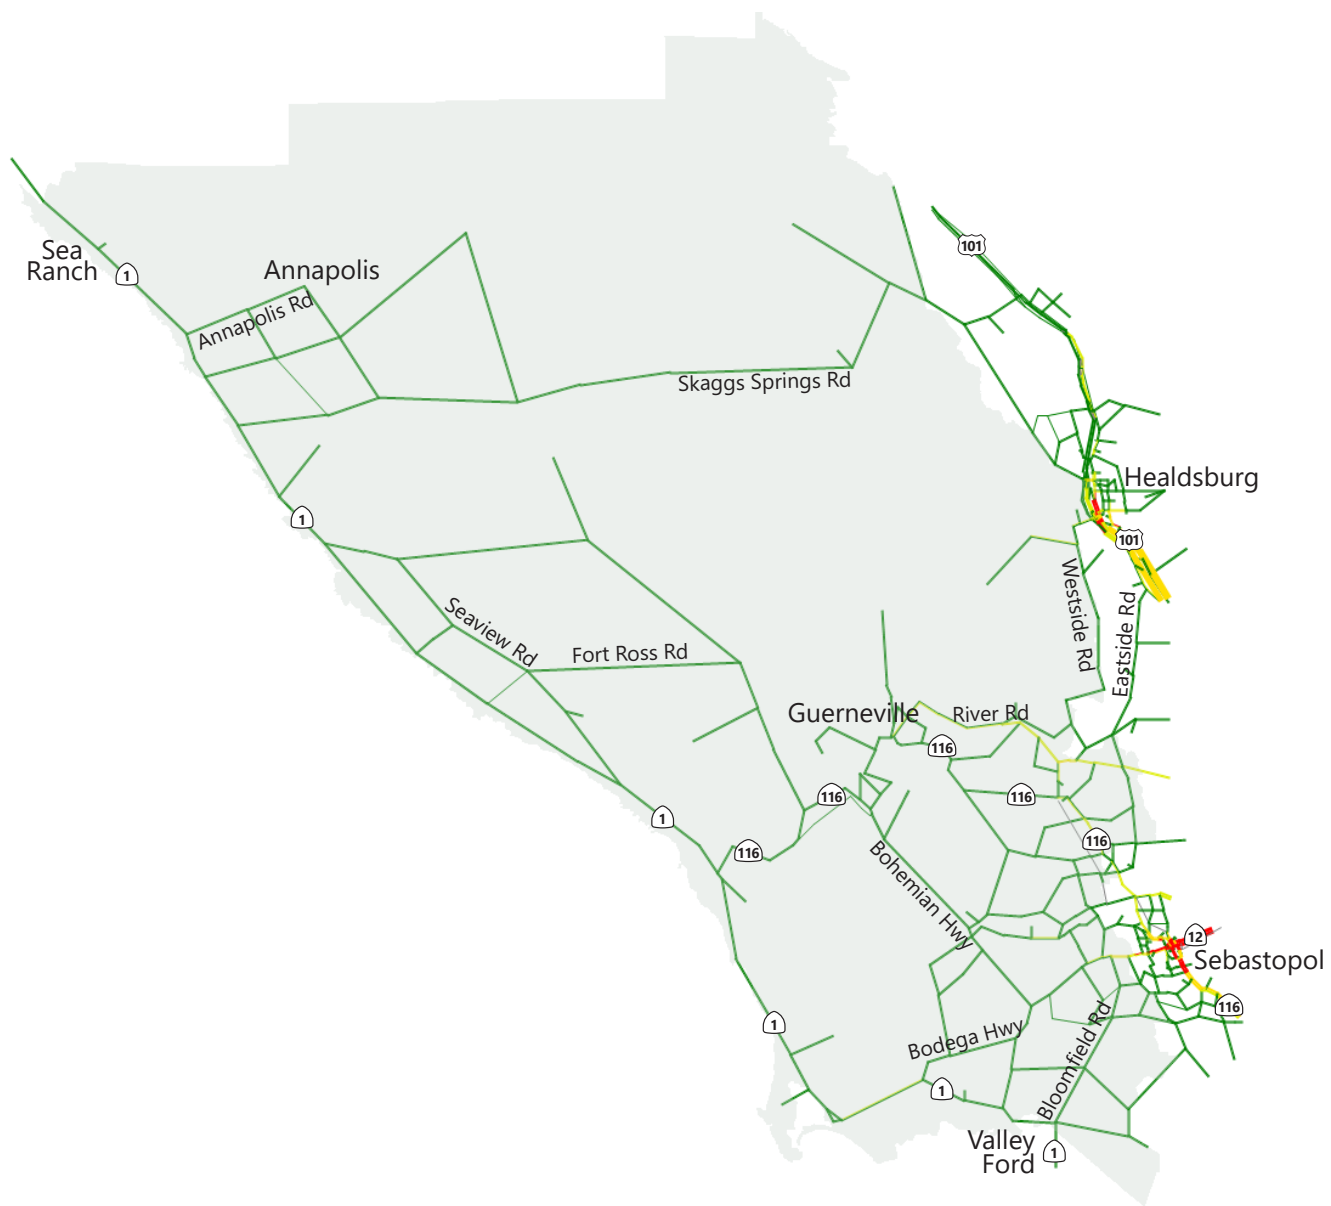 101
Sea
Ranch
1
Annapolis
Annapolis Rd
Skaggs Springs Rd
Healdsburg
1
101
Westside Rd
Eastside Rd
Seaview Rd
Fort Ross Rd
Guerneville
River Rd
116
116
116
1
116
116
Bohemian Hwy
12
Sebastopol
116
1
Bodega Hwy
Bloomfield Rd
1
Valley
Ford
1